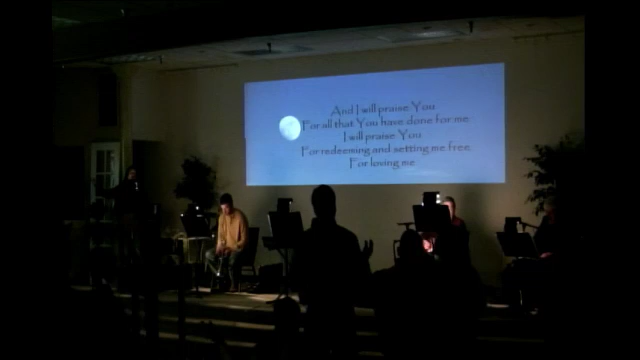 And I will praise You
For all that You have done for me
I will praise You
For redeeming and setting me free
For loving me